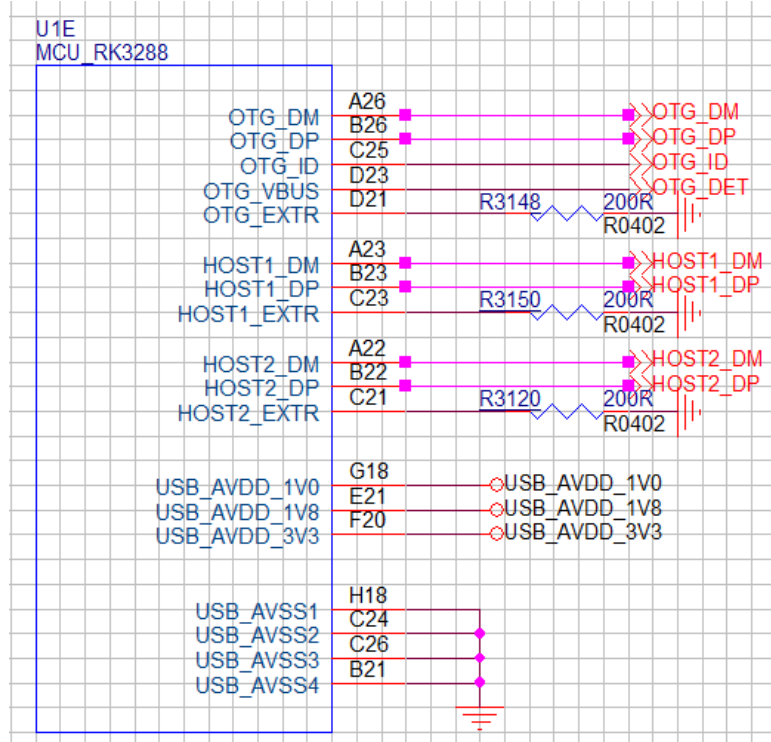 U1E
MCU_RK3288
OTG_DM A26 OTG_DM
OTG_DP B26 OTG_DP
OTG_ID C25 OTG_ID
OTG_VBUS D23 OTG_DET
OTG_EXTR D21 R3148 200R
R0402
HOST1_DM A23 HOST1_DM
HOST1_DP B23 HOST1_DP
HOST1_EXTR C23 R3150 200R
R0402
HOST2_DM A22 HOST2_DM
HOST2_DP B22 HOST2_DP
HOST2_EXTR C21 R3120 200R
R0402
USB_AVDD_1V0 G18 USB_AVDD_1V0
USB_AVDD_1V8 E21 USB_AVDD_1V8
USB_AVDD_3V3 F20 USB_AVDD_3V3
USB_AVSS1 H18
USB_AVSS2 C24
USB_AVSS3 C26
USB_AVSS4 B21